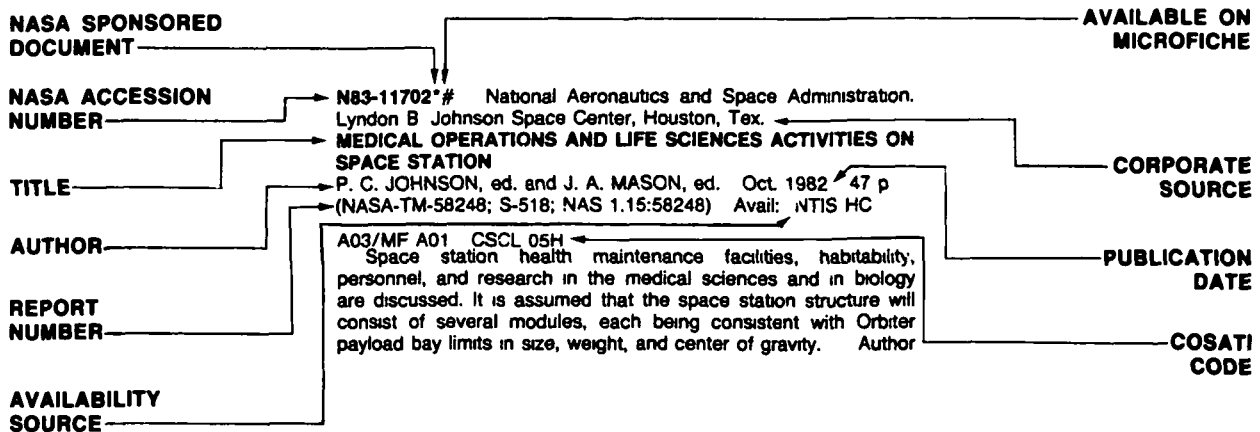 NASA SPONSORED
DOCUMENT
AVAILABLE ON
MICROFICHE
NASA ACCESSION
NUMBER
N83-11702*# National Aeronautics and Space Administration.
Lyndon B Johnson Space Center, Houston, Tex.
MEDICAL OPERATIONS AND LIFE SCIENCES ACTIVITIES ON
SPACE STATION
TITLE
CORPORATE
SOURCE
P. C. JOHNSON, ed. and J. A. MASON, ed. Oct. 1982 47 p
(NASA-TM-58248; S-518; NAS 1.15:58248) Avail: NTIS HC
AUTHOR
A03/MF A01 CSCL 05H
Space station health maintenance facilities, habitability,
personnel, and research in the medical sciences and in biology
are discussed. It is assumed that the space station structure will
consist of several modules, each being consistent with Orbiter
payload bay limits in size, weight, and center of gravity. Author
PUBLICATION
DATE
REPORT
NUMBER
COSATI
CODE
AVAILABILITY
SOURCE